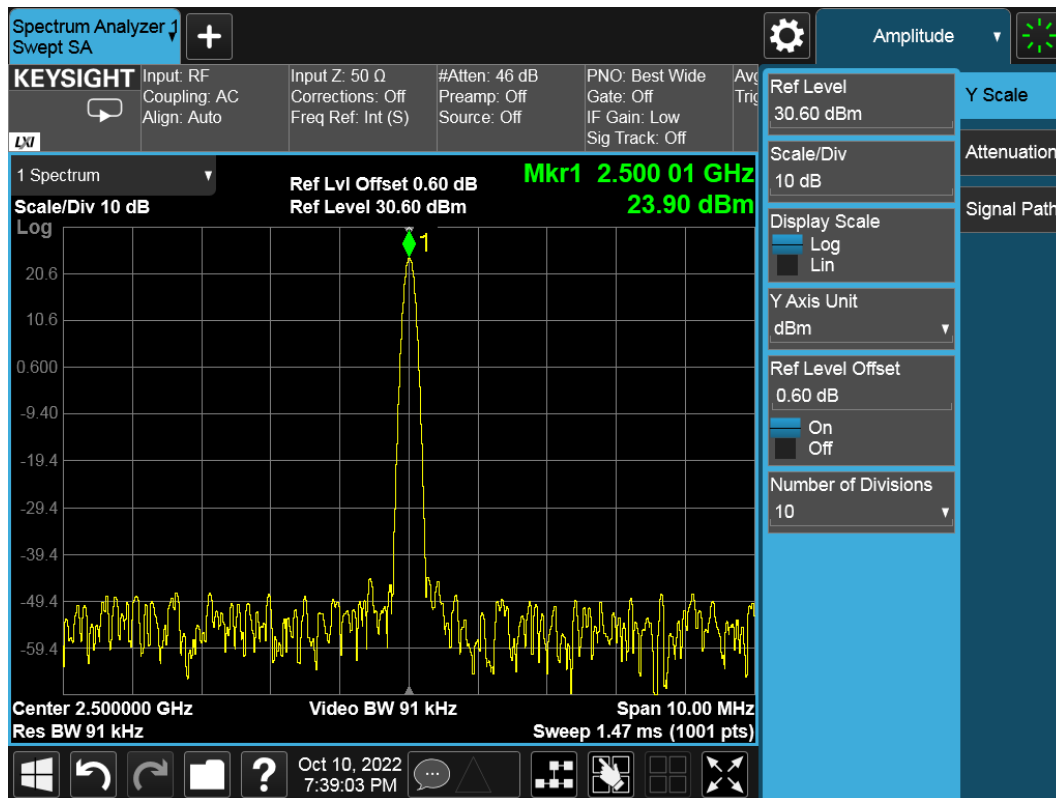 Spectrum Analyzer 1
Swept SA
+
Amplitude
KEYSIGHT
LXI
Input: RF
Coupling: AC
Align: Auto
Input Z: 50 Ω
Corrections: Off
Freq Ref: Int (S)
#Atten: 46 dB
Preamp: Off
Source: Off
PNO: Best Wide
Gate: Off
IF Gain: Low
Sig Track: Off
1 Spectrum
Scale/Div 10 dB
Log
Ref Lvl Offset 0.60 dB
Ref Level 30.60 dBm
Mkr1 2.500 01 GHz
23.90 dBm
1
20.6
10.6
0.600
-9.40
-19.4
-29.4
-39.4
-49.4
-59.4
Center 2.500000 GHz
Video BW 91 kHz
Span 10.00 MHz
Res BW 91 kHz
Sweep 1.47 ms (1001 pts)
Ref Level
30.60 dBm
Scale/Div
10 dB
Display Scale
Log
Lin
Y Axis Unit
dBm
Ref Level Offset
0.60 dB
On
Off
Number of Divisions
10
Y Scale
Attenuation
Signal Path
?
Oct 10, 2022
7:39:03 PM